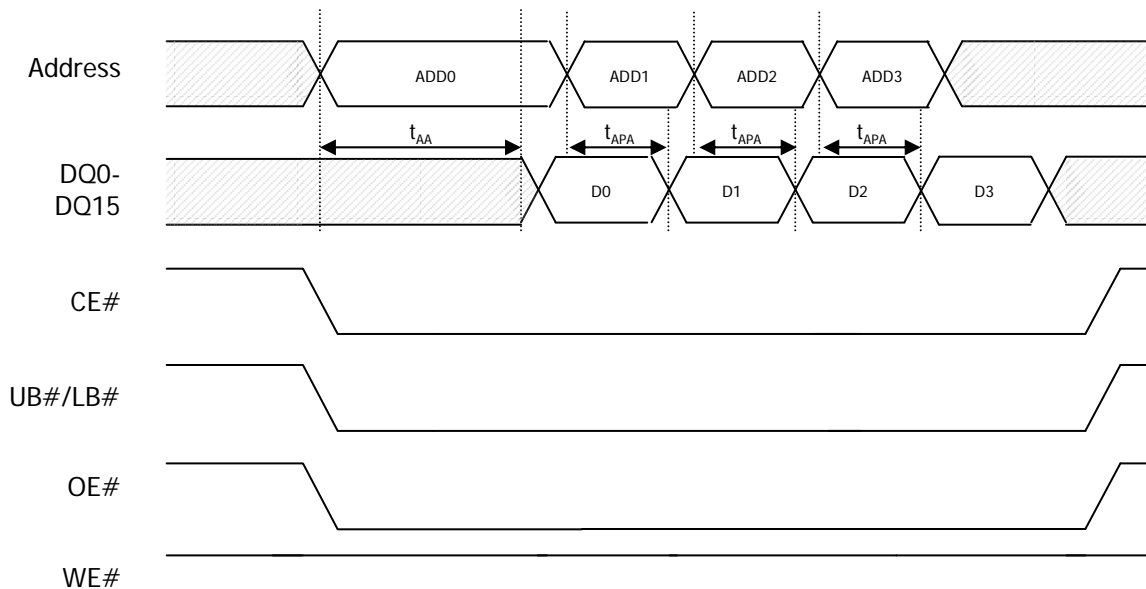 Address
ADD0
ADD1
ADD2
ADD3
tAA
tAPA
tAPA
tAPA
DQ0-
DQ15
D0
D1
D2
D3
CE#
UB#/LB#
OE#
WE#